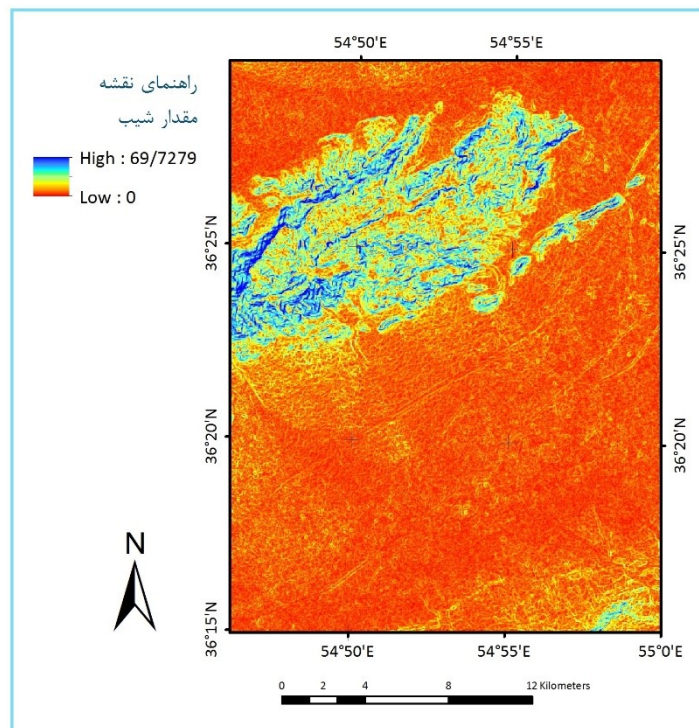 54°50'E 54°55'E
راهنمای نقشه
مقدار شیب
High : 69/7279
Low : 0
36°25'N 36°25'N
36°20'N 36°20'N
N
36°15'N
54°50'E 54°55'E 55°0'E
0 2 4 8 12 Kilometers